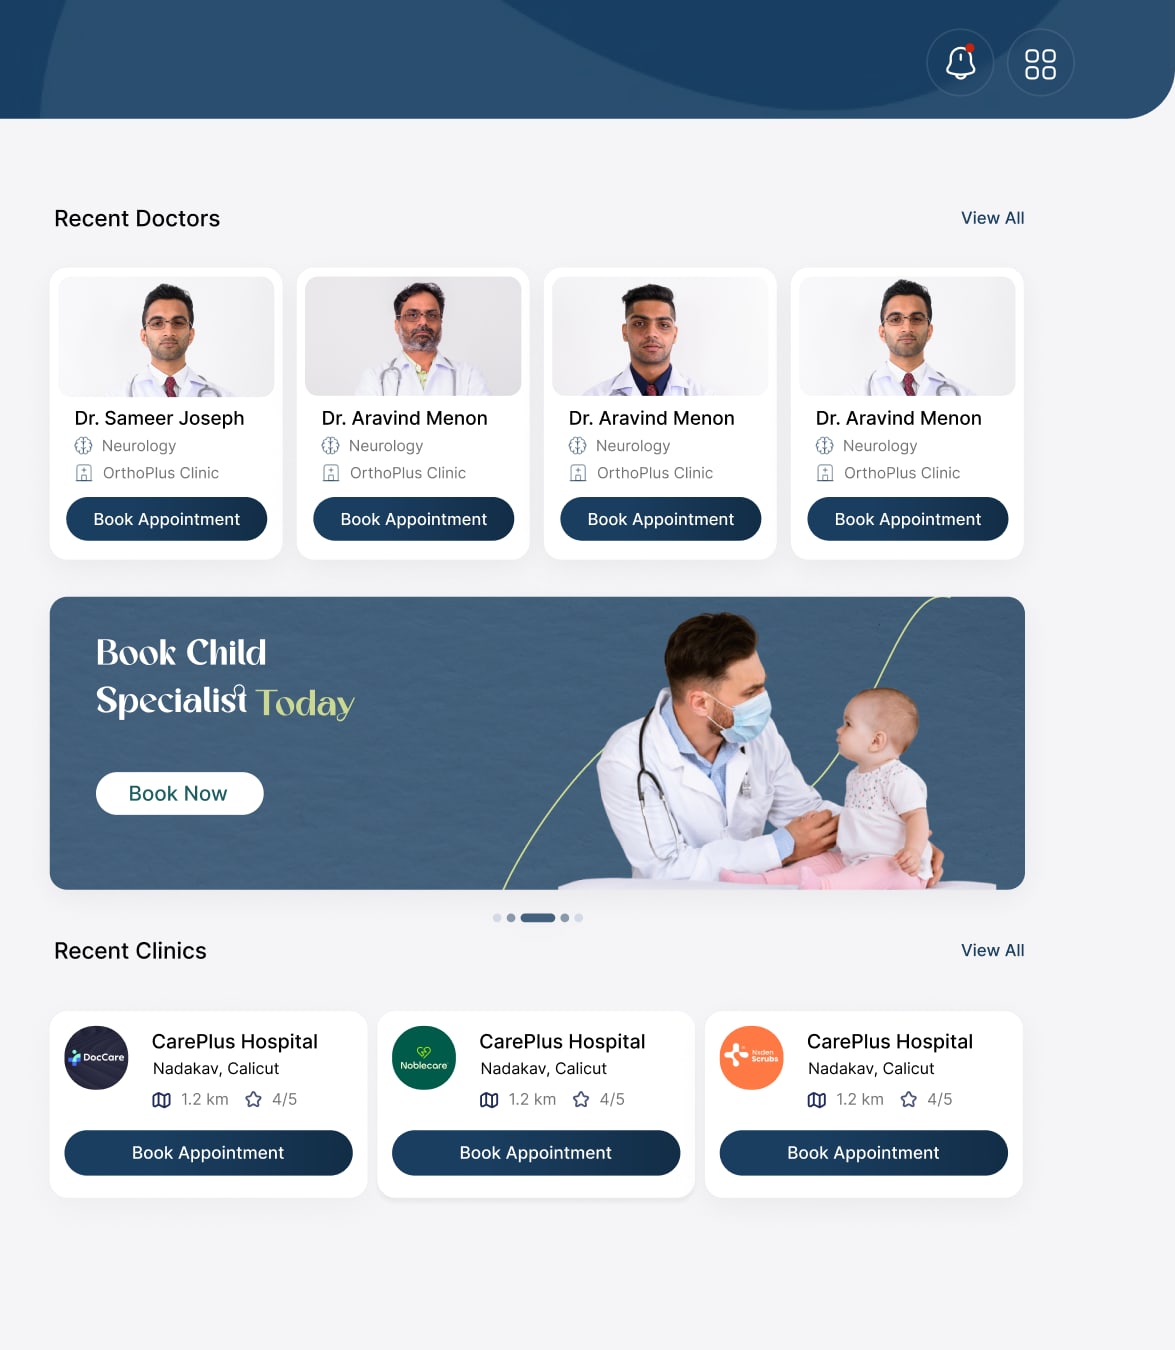 Recent Doctors
View All
Dr. Sameer Joseph
Neurology
OrthoPlus Clinic
Book Appointment
Dr. Aravind Menon
Neurology
OrthoPlus Clinic
Book Appointment
Dr. Aravind Menon
Neurology
OrthoPlus Clinic
Book Appointment
Dr. Aravind Menon
Neurology
OrthoPlus Clinic
Book Appointment
Book Child
Specialist Today
Book Now
Recent Clinics
View All
DocCare
CarePlus Hospital
Nadakav, Calicut
1.2 km 4/5
Book Appointment
Noblecare
CarePlus Hospital
Nadakav, Calicut
1.2 km 4/5
Book Appointment
Nxden
Scrubs
CarePlus Hospital
Nadakav, Calicut
1.2 km 4/5
Book Appointment